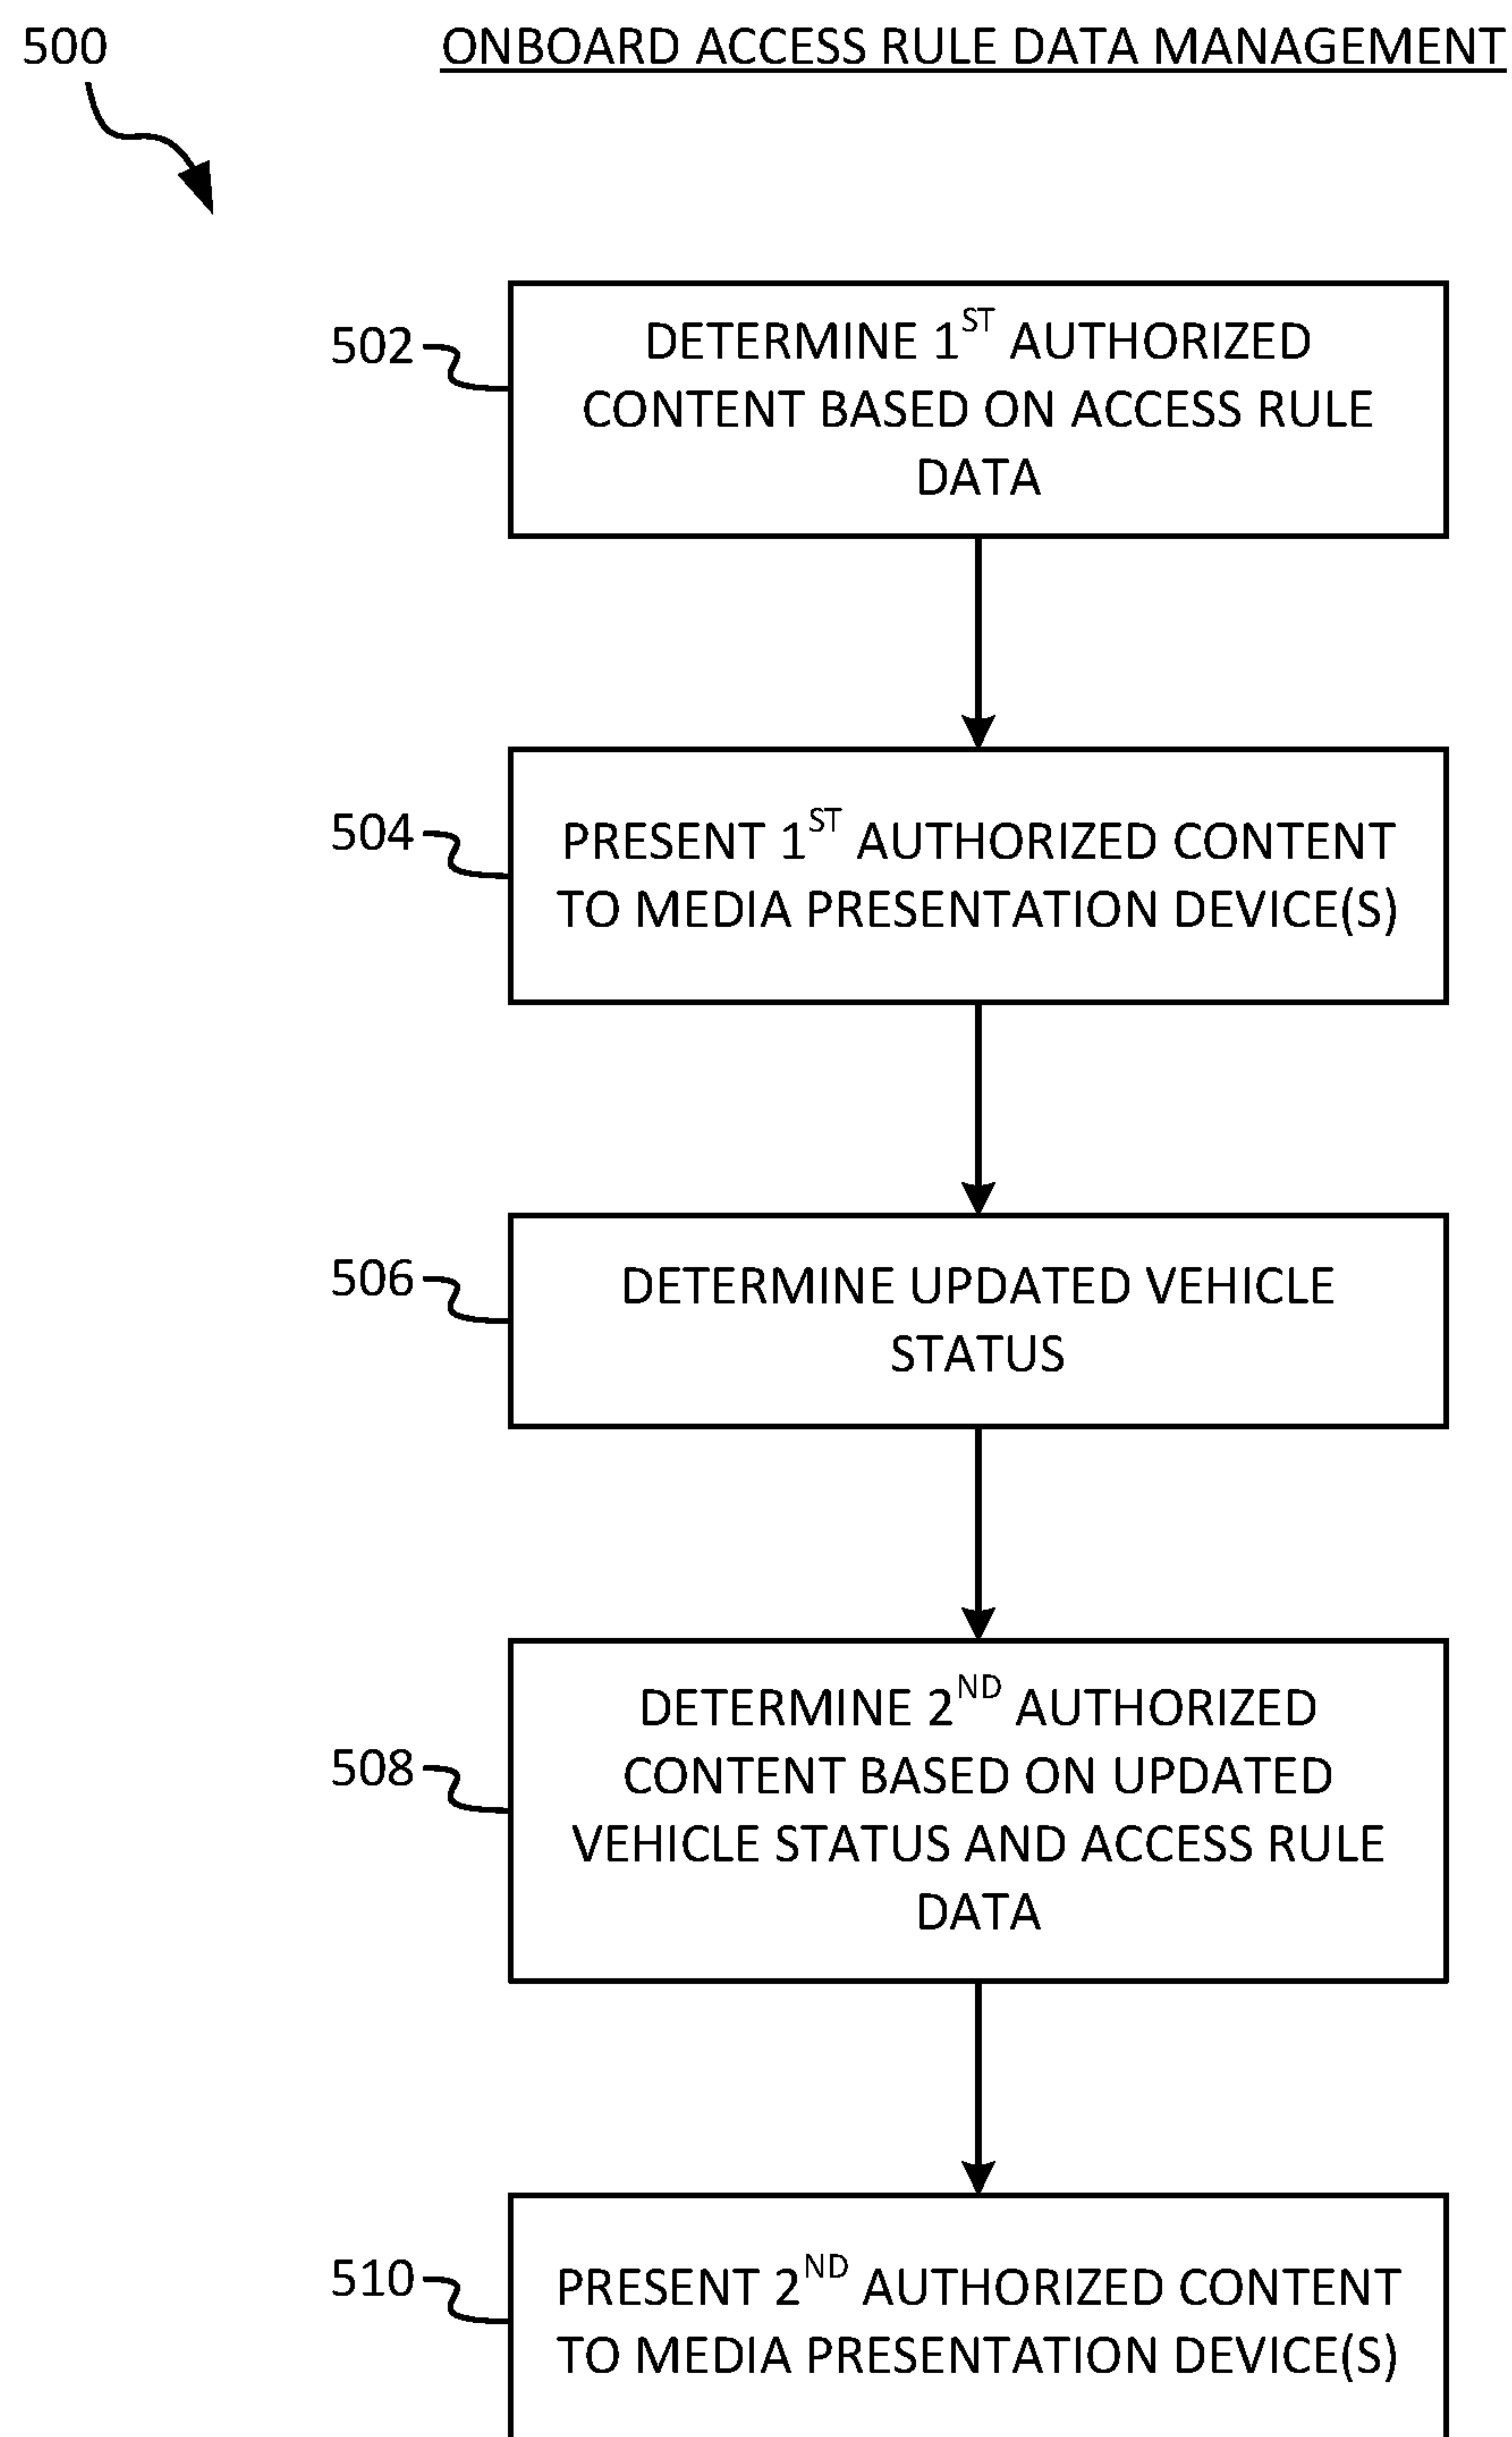 500
ONBOARD ACCESS RULE DATA MANAGEMENT
502
DETERMINE 1ST AUTHORIZED
CONTENT BASED ON ACCESS RULE
DATA
504
PRESENT 1ST AUTHORIZED CONTENT
TO MEDIA PRESENTATION DEVICE(S)
506
DETERMINE UPDATED VEHICLE
STATUS
508
DETERMINE 2ND AUTHORIZED
CONTENT BASED ON UPDATED
VEHICLE STATUS AND ACCESS RULE
DATA
510
PRESENT 2ND AUTHORIZED CONTENT
TO MEDIA PRESENTATION DEVICE(S)